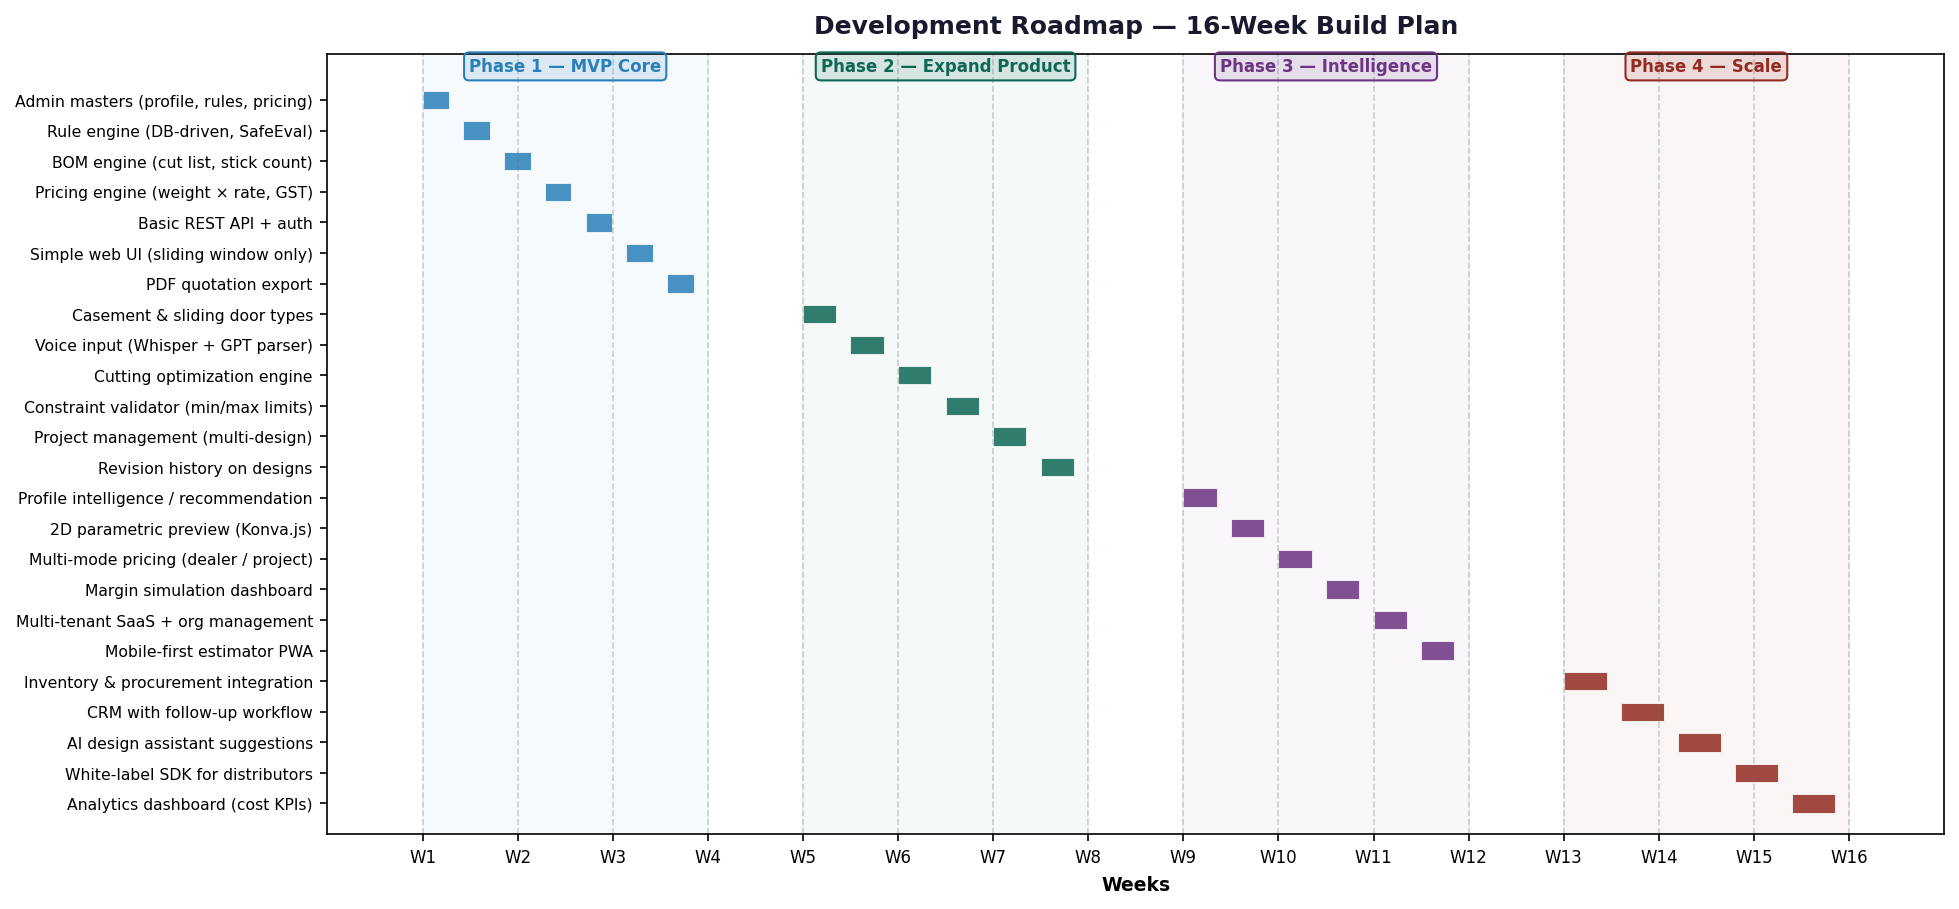 Development Roadmap — 16-Week Build Plan
Phase 1 — MVP Core
Phase 2 — Expand Product
Phase 3 — Intelligence
Phase 4 — Scale
Admin masters (profile, rules, pricing)
Rule engine (DB-driven, SafeEval)
BOM engine (cut list, stick count)
Pricing engine (weight × rate, GST)
Basic REST API + auth
Simple web UI (sliding window only)
PDF quotation export
Casement & sliding door types
Voice input (Whisper + GPT parser)
Cutting optimization engine
Constraint validator (min/max limits)
Project management (multi-design)
Revision history on designs
Profile intelligence / recommendation
2D parametric preview (Konva.js)
Multi-mode pricing (dealer / project)
Margin simulation dashboard
Multi-tenant SaaS + org management
Mobile-first estimator PWA
Inventory & procurement integration
CRM with follow-up workflow
AI design assistant suggestions
White-label SDK for distributors
Analytics dashboard (cost KPIs)
W1 W2 W3 W4 W5 W6 W7 W8 W9 W10 W11 W12 W13 W14 W15 W16
Weeks